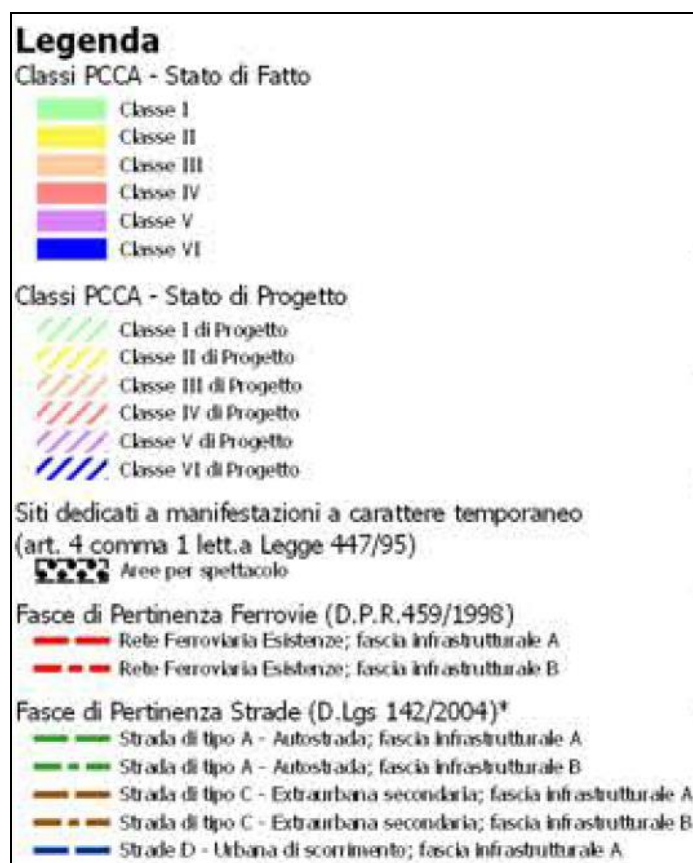 Legenda
Classi PCCA - Stato di Fatto
Classe I
Classe II
Classe III
Classe IV
Classe V
Classe VI
Classi PCCA - Stato di Progetto
Classe I di Progetto
Classe II di Progetto
Classe III di Progetto
Classe IV di Progetto
Classe V di Progetto
Classe VI di Progetto
Siti dedicati a manifestazioni a carattere temporaneo
(art. 4 comma 1 lett.a Legge 447/95)
Aree per spettacolo
Fasce di Pertinenza Ferrovie (D.P.R.459/1998)
Rete Ferroviaria Esistenze; fascia infrastrutturale A
Rete Ferroviaria Esistenze; fascia infrastrutturale B
Fasce di Pertinenza Strade (D.Lgs 142/2004)*
Strada di tipo A - Autostrada; fascia infrastrutturale A
Strada di tipo A - Autostrada; fascia infrastrutturale B
Strada di tipo C - Extraurbana secondaria; fascia infrastrutturale A
Strada di tipo C - Extraurbana secondaria; fascia infrastrutturale B
Strade D - Urbana di scorrimento; fascia infrastrutturale A